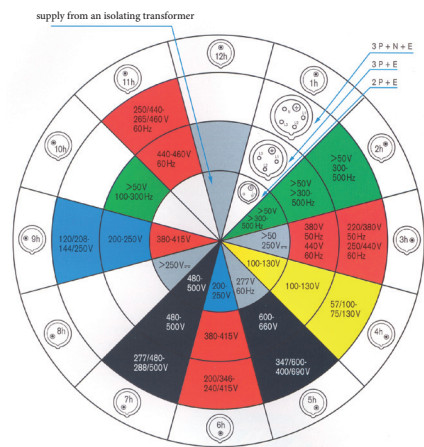 supply from an isolating transformer
3 P + N + E
3 P + E
2 P + E
12h
1h
2h
3h
4h
5h
6h
7h
8h
9h
10h
11h
250/440-
265/460V
60Hz
440-460V
60Hz
>50V
100-300Hz
120/208-
144/250V
200-250V
380-415V
>250V
480-
500V
480-
500V
277/480-
288/500V
200-
250V
380-415V
200/346-
240/415V
277V
60Hz
600-
660V
347/600-
400/690V
100-130V
100-130V
57/100-
75/130V
>50
250V
380V
50Hz
440V
60Hz
220/380V
50Hz
250/440V
60Hz
>50V
>300-
500Hz
>50V
>300-
500Hz
>50V
300-
500Hz